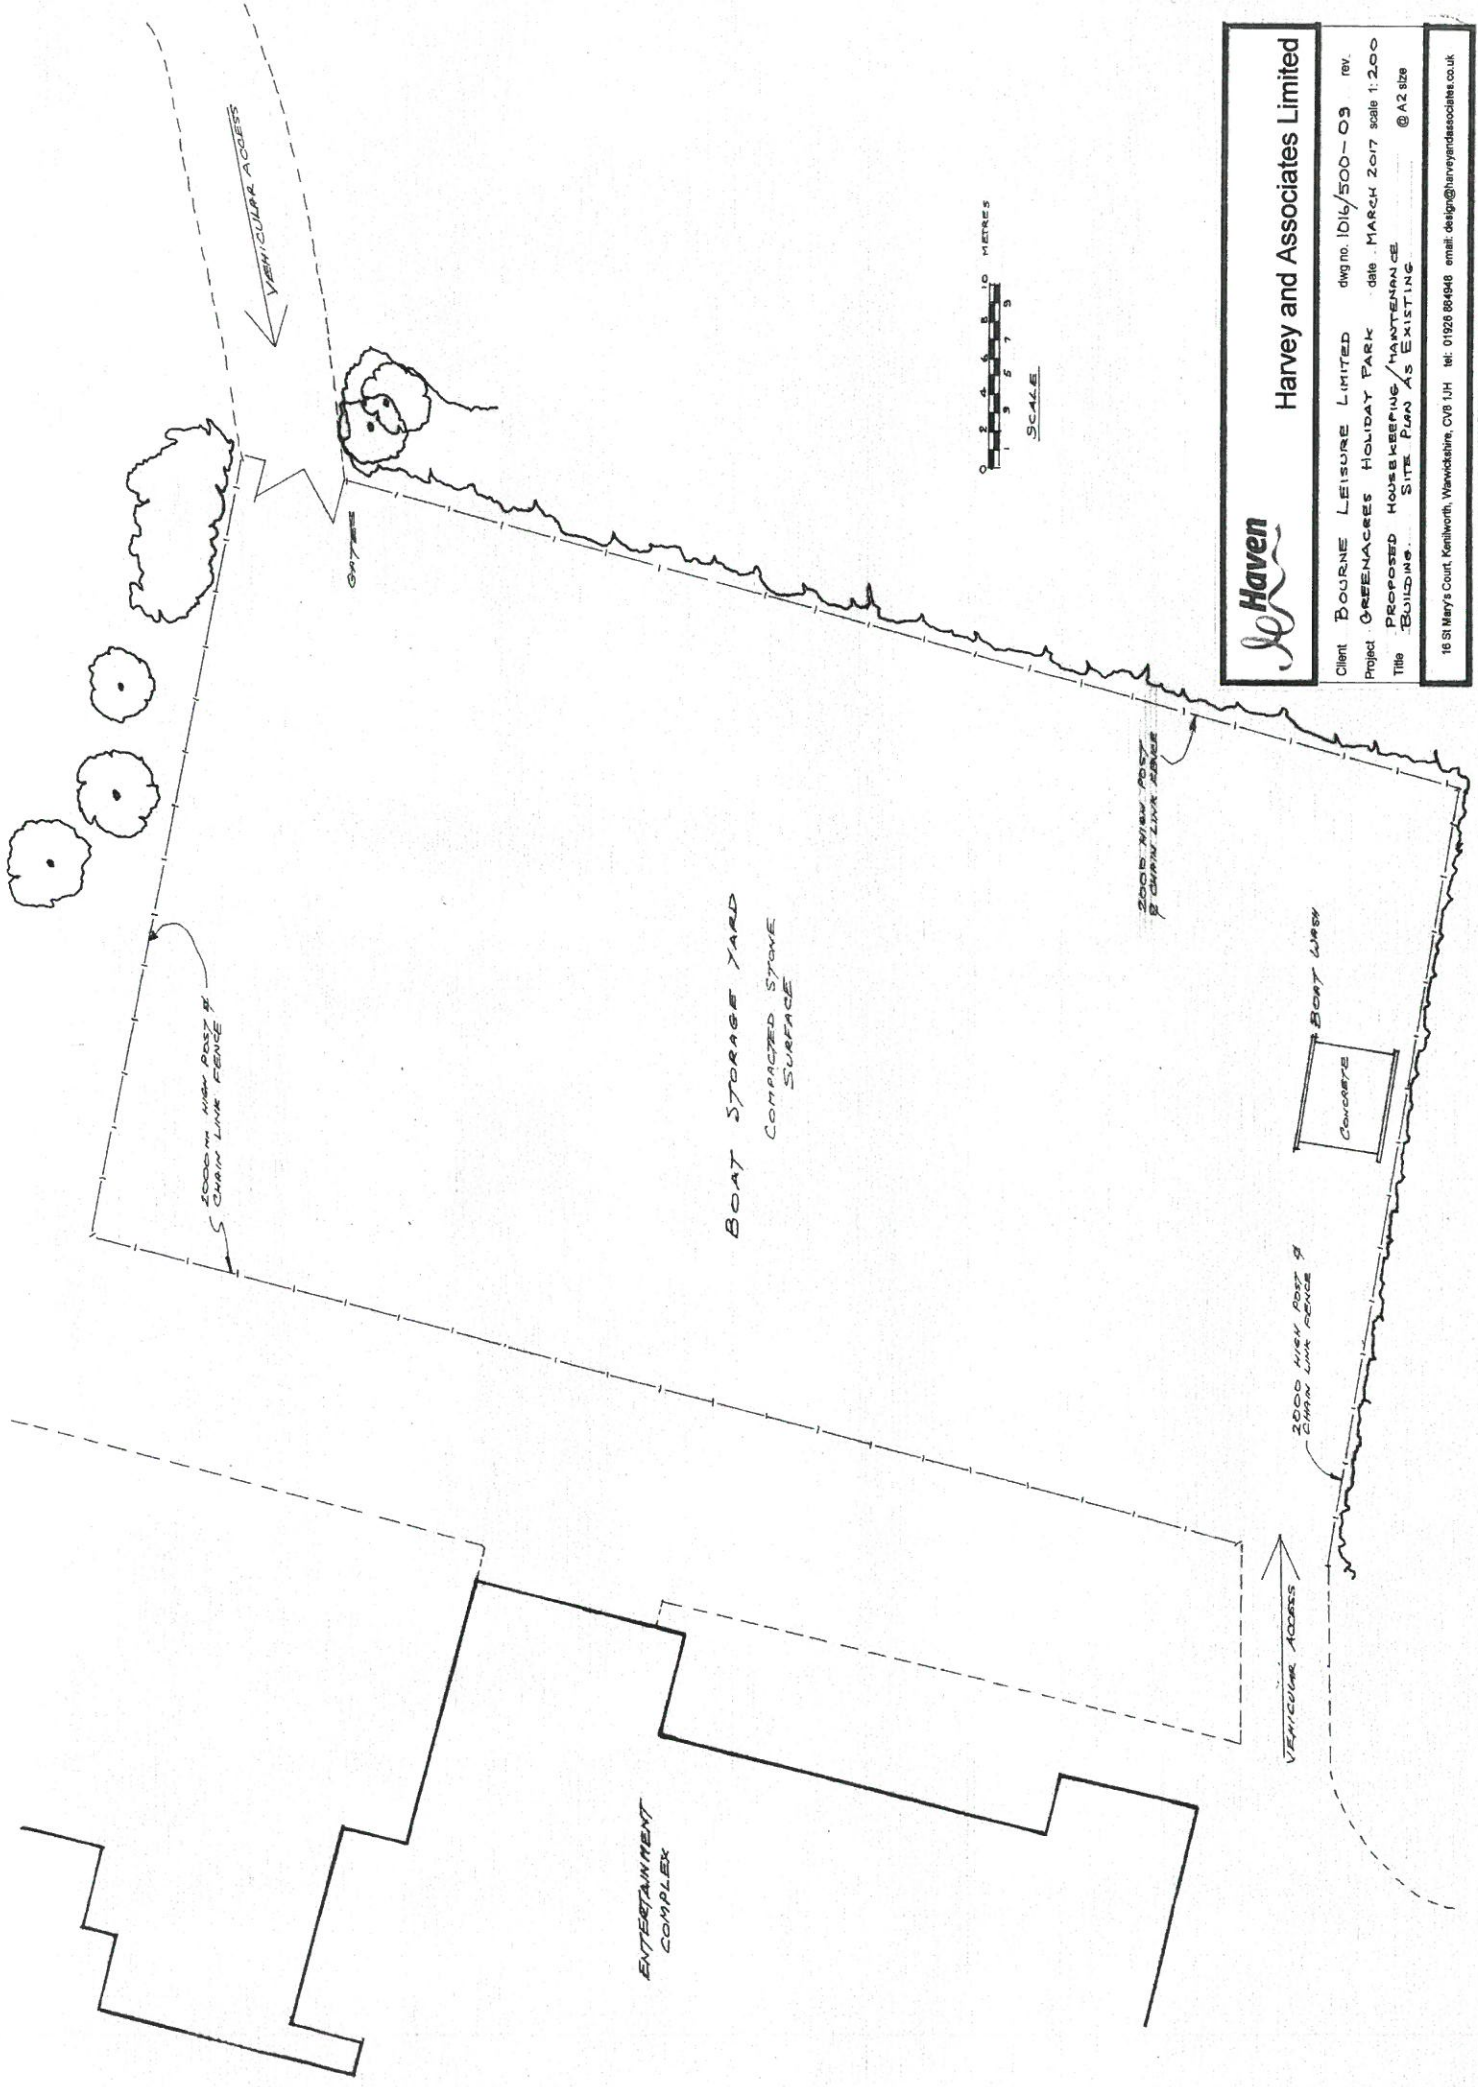 VEHICULAR ACCESS
GATES
2000mm HIGH POST &
CHAIN LINK FENCE
BOAT STORAGE YARD
COMPACTED STONE
SURFACE
2000 HIGH POST
& CHAIN LINK FENCE
BOAT WASH
CONCRETE
2000 HIGH POST &
CHAIN LINK FENCE
VEHICULAR ACCESS
ENTERTAINMENT
COMPLEX
0 2 4 6 8 10 METRES
1 3 5 7 9
SCALE
Haven
Harvey and Associates Limited
Client BOURNE LEISURE LIMITED dwg no. 1016/500-03 rev.
Project GREENACRES HOLIDAY PARK date MARCH 2017 scale 1:200
Title PROPOSED HOUSEKEEPING/MAINTENANCE
BUILDING. SITE PLAN AS EXISTING @ A2 size
16 St Mary's Court, Kenilworth, Warwickshire, CV8 1JH tel: 01926 864948 email: design@harveyandassociates.co.uk